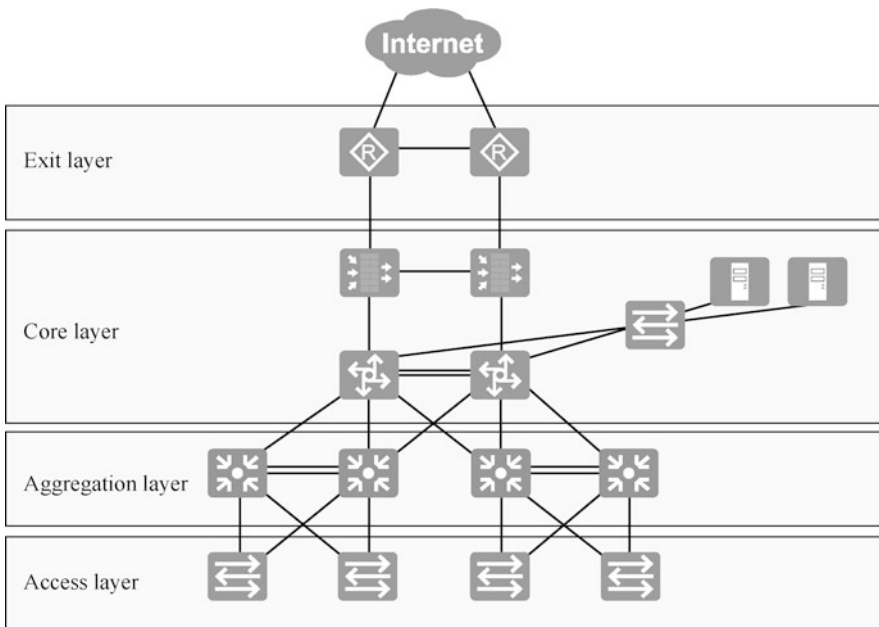 Internet
R
R
Exit layer
Core layer
Aggregation layer
Access layer